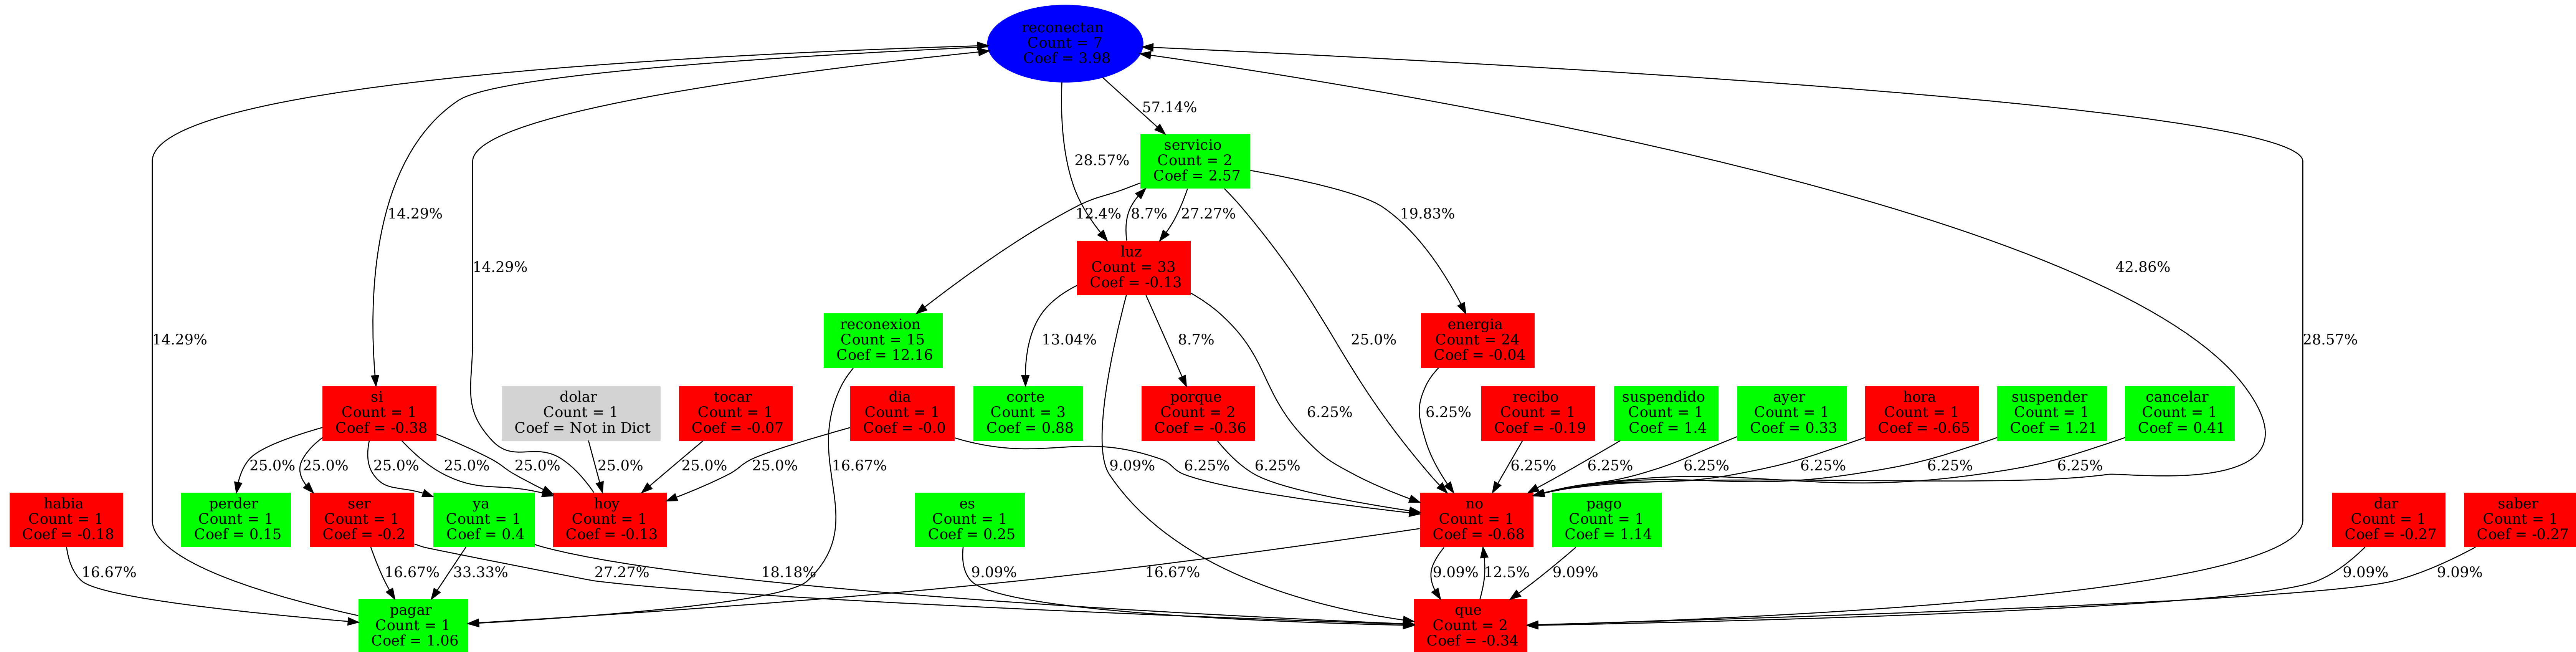 reconectan
Count = 7
Coef = 3.98
57.14%
servicio
Count = 2
Coef = 2.57
28.57%
14.29%
12.4%
8.7%
27.27%
19.83%
luz
Count = 33
Coef = -0.13
14.29%
42.86%
reconexion
Count = 15
Coef = 12.16
energia
Count = 24
Coef = -0.04
14.29%
13.04%
8.7%
25.0%
28.57%
si
Count = 1
Coef = -0.38
dolar
Count = 1
Coef = Not in Dict
tocar
Count = 1
Coef = -0.07
dia
Count = 1
Coef = -0.0
corte
Count = 3
Coef = 0.88
porque
Count = 2
Coef = -0.36
6.25%
6.25%
recibo
Count = 1
Coef = -0.19
suspendido
Count = 1
Coef = 1.4
ayer
Count = 1
Coef = 0.33
hora
Count = 1
Coef = -0.65
suspender
Count = 1
Coef = 1.21
cancelar
Count = 1
Coef = 0.41
25.0%
25.0%
25.0%
25.0%
25.0%
25.0%
25.0%
25.0%
16.67%
9.09%
6.25%
6.25%
6.25%
6.25%
6.25%
6.25%
6.25%
6.25%
habia
Count = 1
Coef = -0.18
perder
Count = 1
Coef = 0.15
ser
Count = 1
Coef = -0.2
ya
Count = 1
Coef = 0.4
hoy
Count = 1
Coef = -0.13
es
Count = 1
Coef = 0.25
no
Count = 1
Coef = -0.68
pago
Count = 1
Coef = 1.14
dar
Count = 1
Coef = -0.27
saber
Count = 1
Coef = -0.27
16.67%
16.67%
33.33%
27.27%
18.18%
9.09%
16.67%
9.09%
12.5%
9.09%
9.09%
9.09%
pagar
Count = 1
Coef = 1.06
que
Count = 2
Coef = -0.34